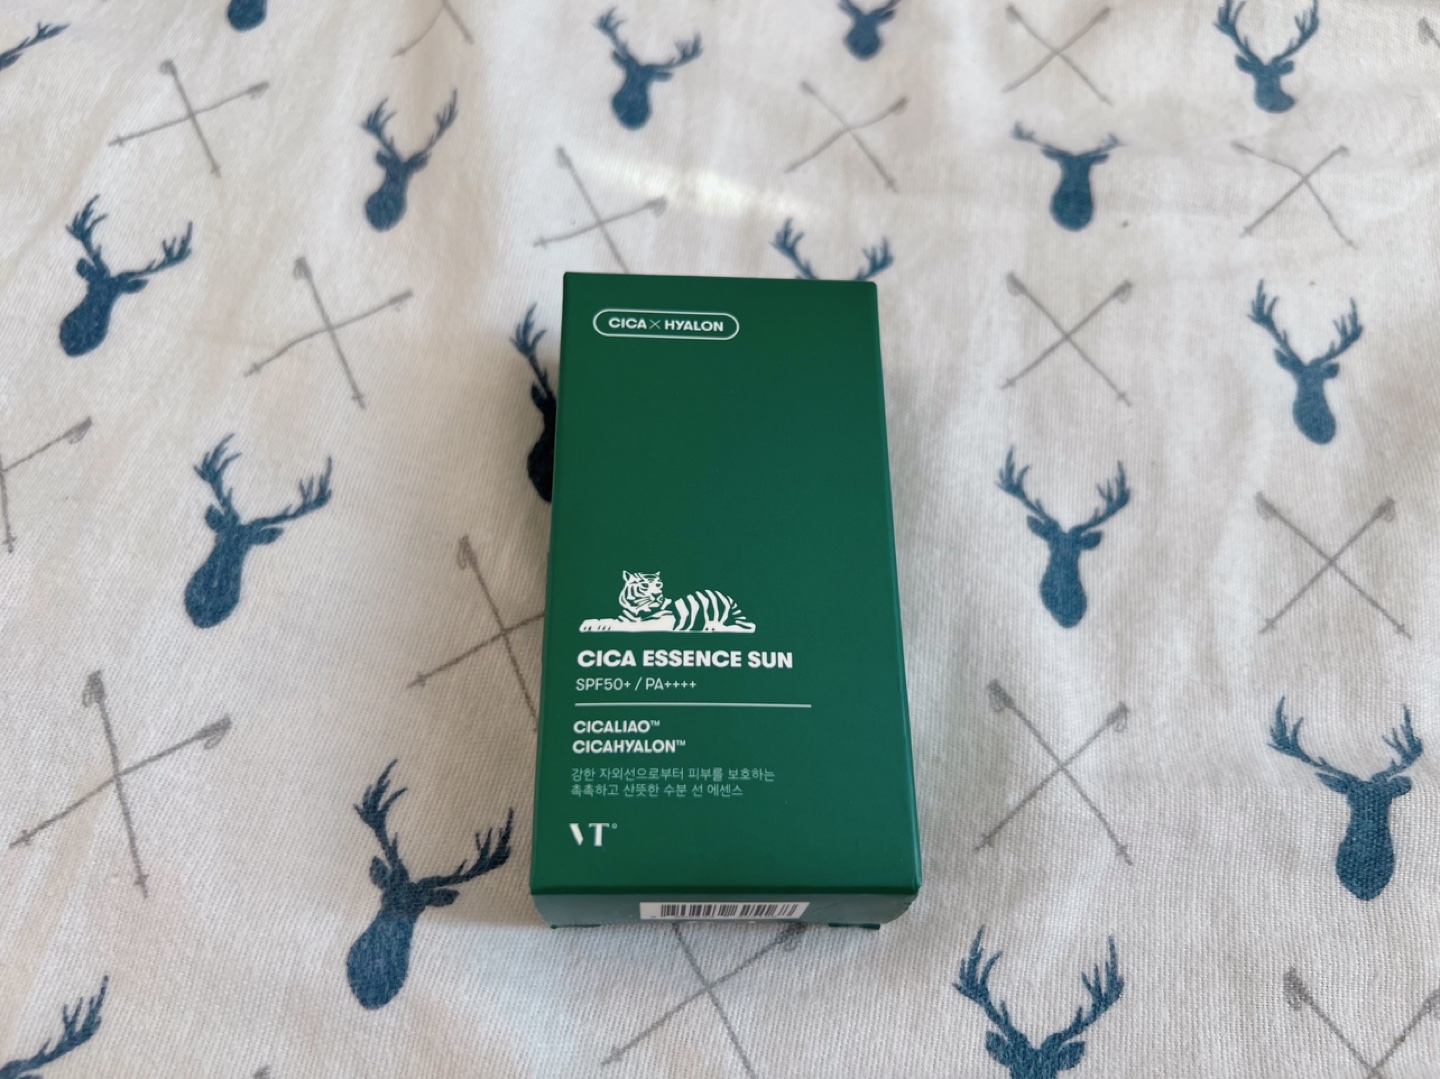 CICA × HYALON
CICA ESSENCE SUN
SPF50+ / PA++++
CICALIAO™
CICAHYALON™
강한 자외선으로부터 피부를 보호하는
촉촉하고 산뜻한 수분 선 에센스
VT®